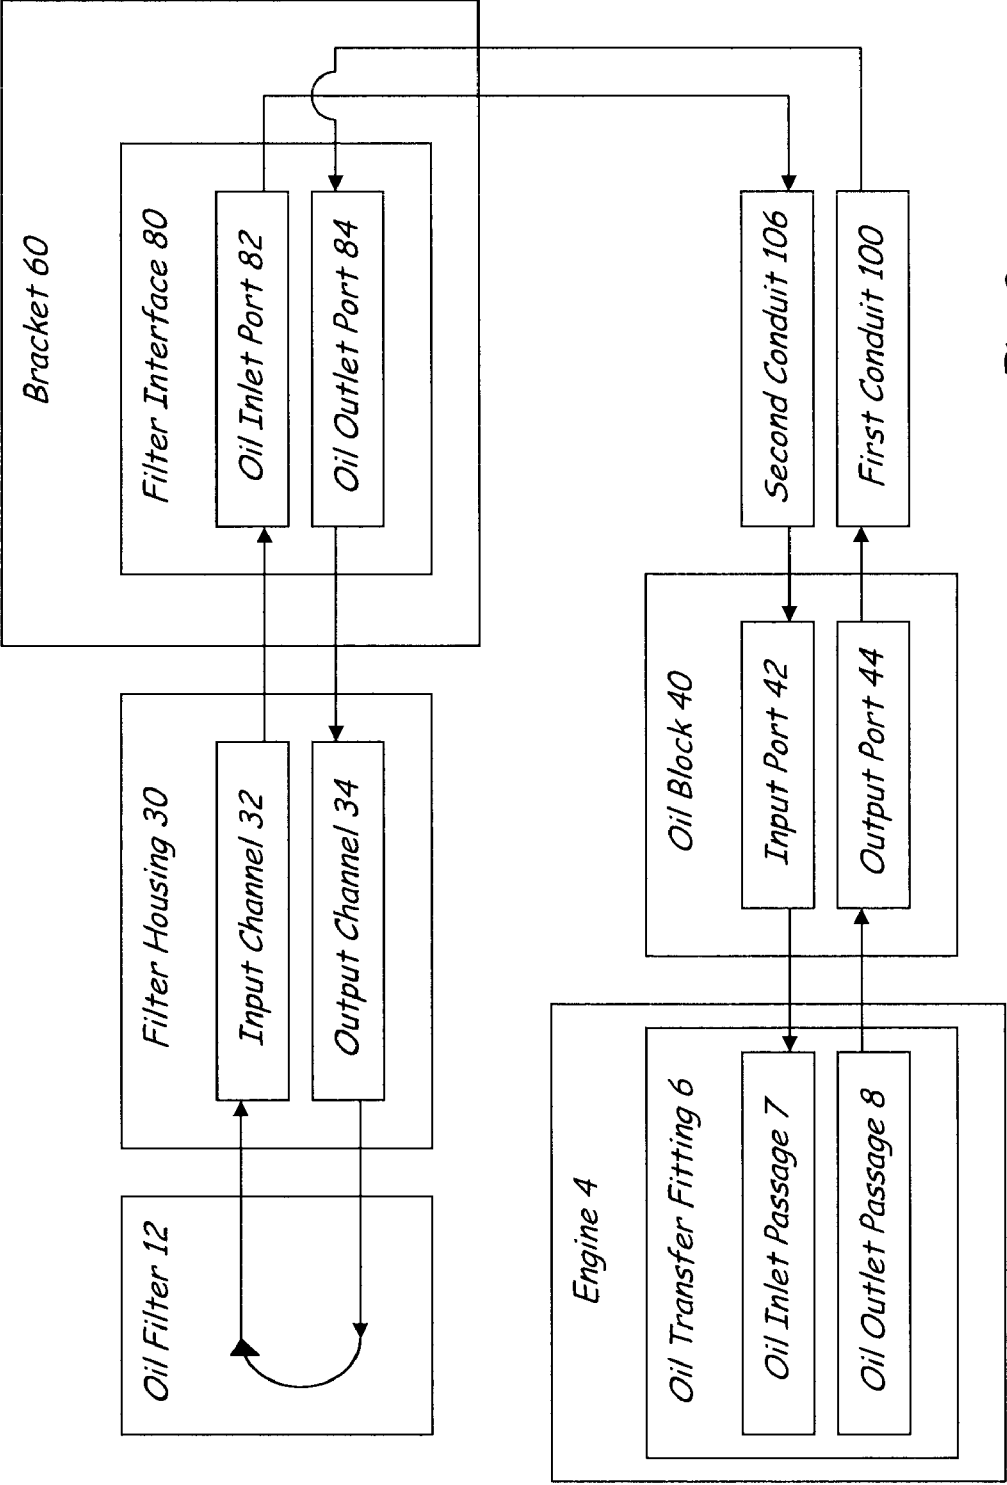 Oil Filter 12
Filter Housing 30
Input Channel 32
Output Channel 34
Bracket 60
Filter Interface 80
Oil Inlet Port 82
Oil Outlet Port 84
Engine 4
Oil Transfer Fitting 6
Oil Inlet Passage 7
Oil Outlet Passage 8
Oil Block 40
Input Port 42
Output Port 44
Second Conduit 106
First Conduit 100